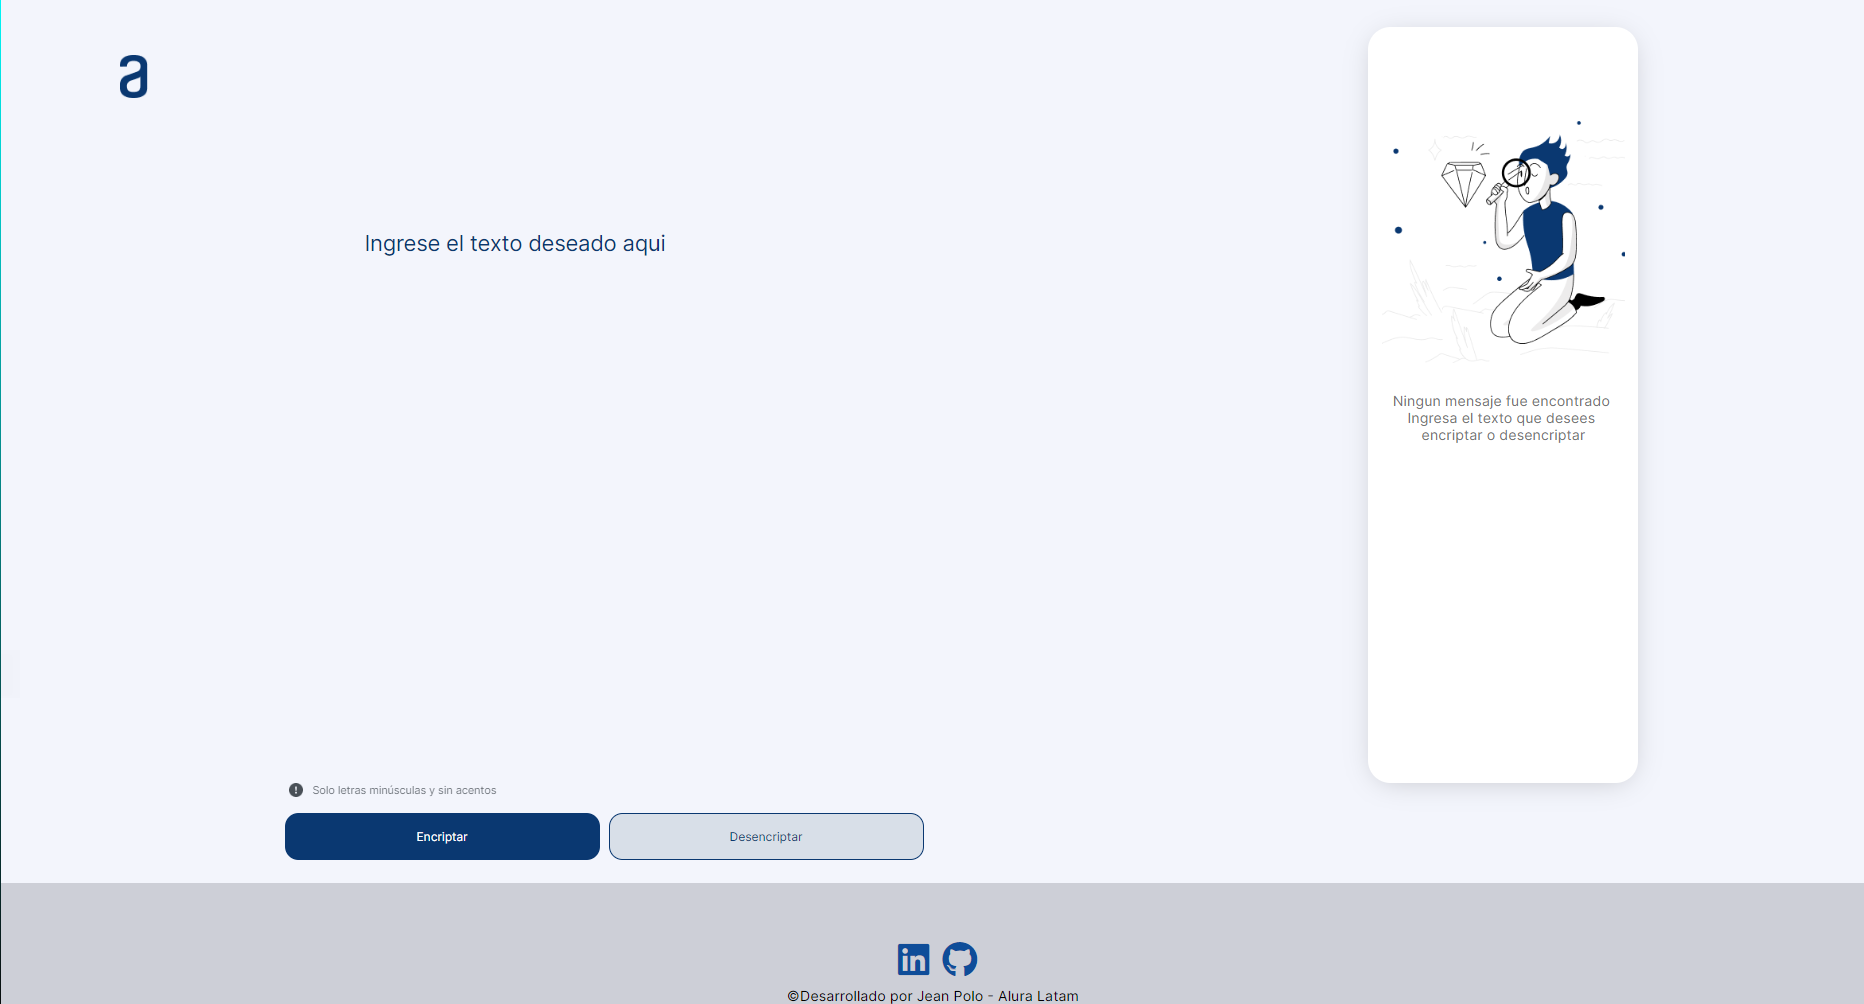 a
Ingrese el texto deseado aqui
Ningun mensaje fue encontrado
Ingresa el texto que desees
encriptar o desencriptar
Solo letras minúsculas y sin acentos
Encriptar
Desencriptar
in
©Desarrollado por Jean Polo - Alura Latam